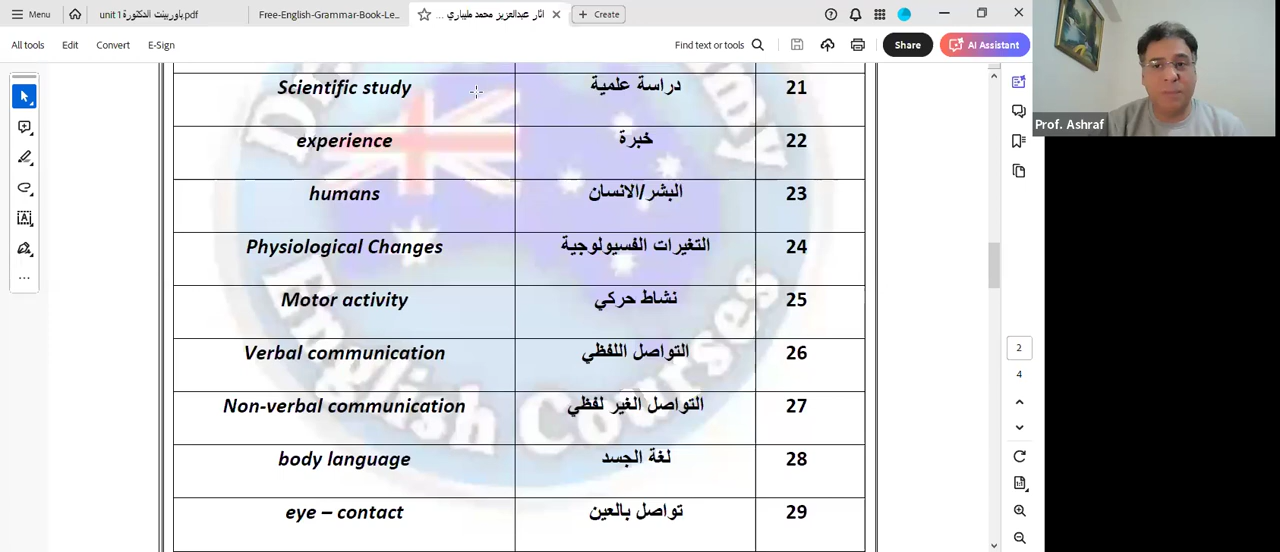 Menu
باوربينت الدكتورة unit 1.pdf
Free-English-Grammar-Book-Le...
اثار عبدالعزيز محمد طيباري ...
Create
All tools
Edit
Convert
E-Sign
Find text or tools
Share
AI Assistant
Prof. Ashraf
Scientific study دراسة علمية 21
experience خبرة 22
humans البشر/الانسان 23
Physiological Changes التغيرات الفسيولوجية 24
Motor activity نشاط حركي 25
Verbal communication التواصل اللفظي 26
Non-verbal communication التواصل الغير لفظي 27
body language لغة الجسد 28
eye – contact تواصل بالعين 29
English Courses
2
4